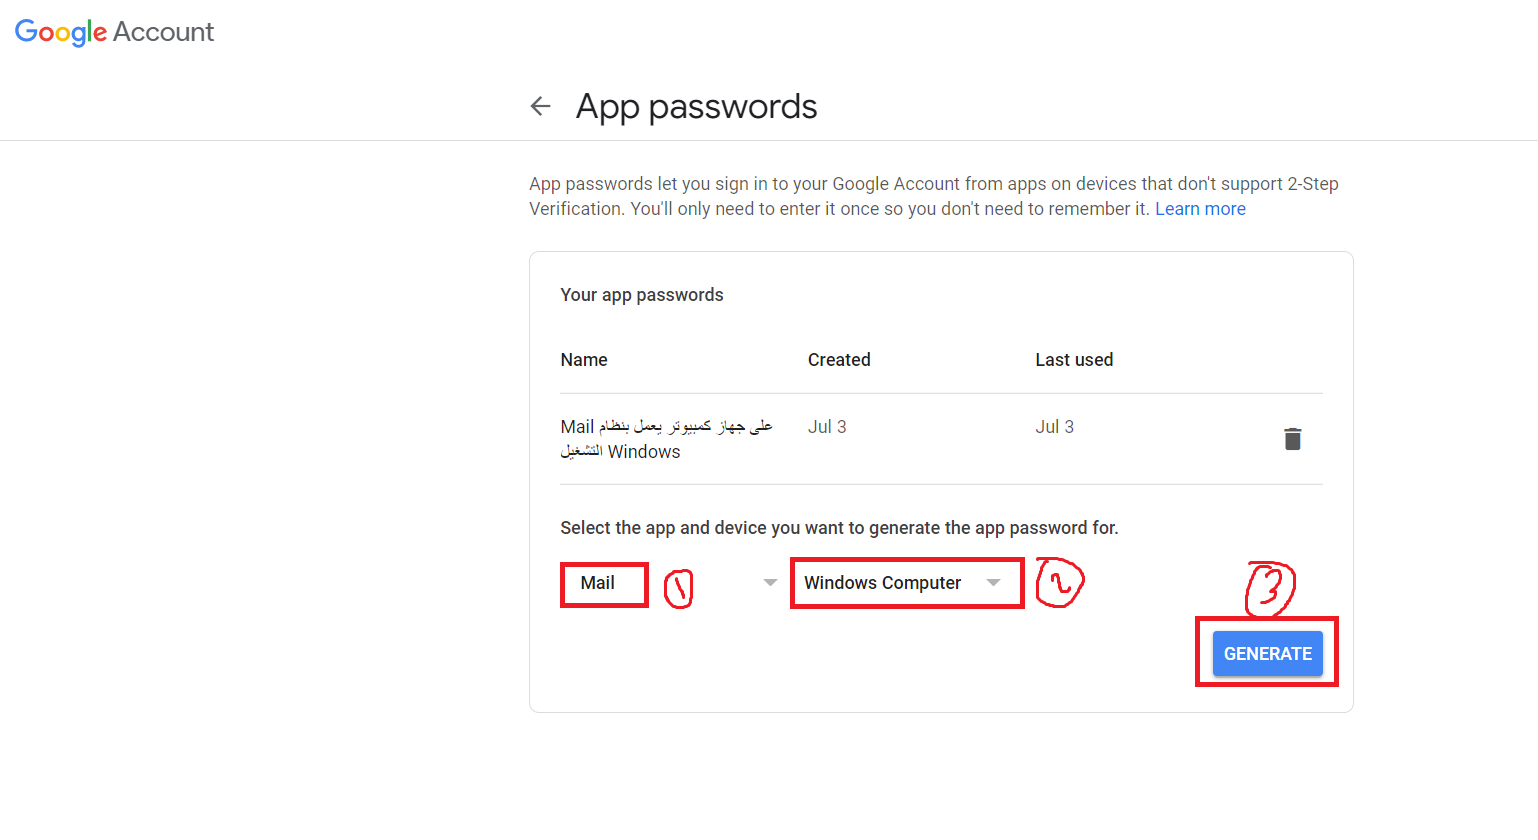 Google Account
App passwords
App passwords let you sign in to your Google Account from apps on devices that don't support 2-Step
Verification. You'll only need to enter it once so you don't need to remember it. Learn more
Your app passwords
Name Created Last used
Mail على جهاز كمبيوتر يعمل بنظام Jul 3 Jul 3
التشغيل Windows
Select the app and device you want to generate the app password for.
Mail 1 Windows Computer 2 3
GENERATE